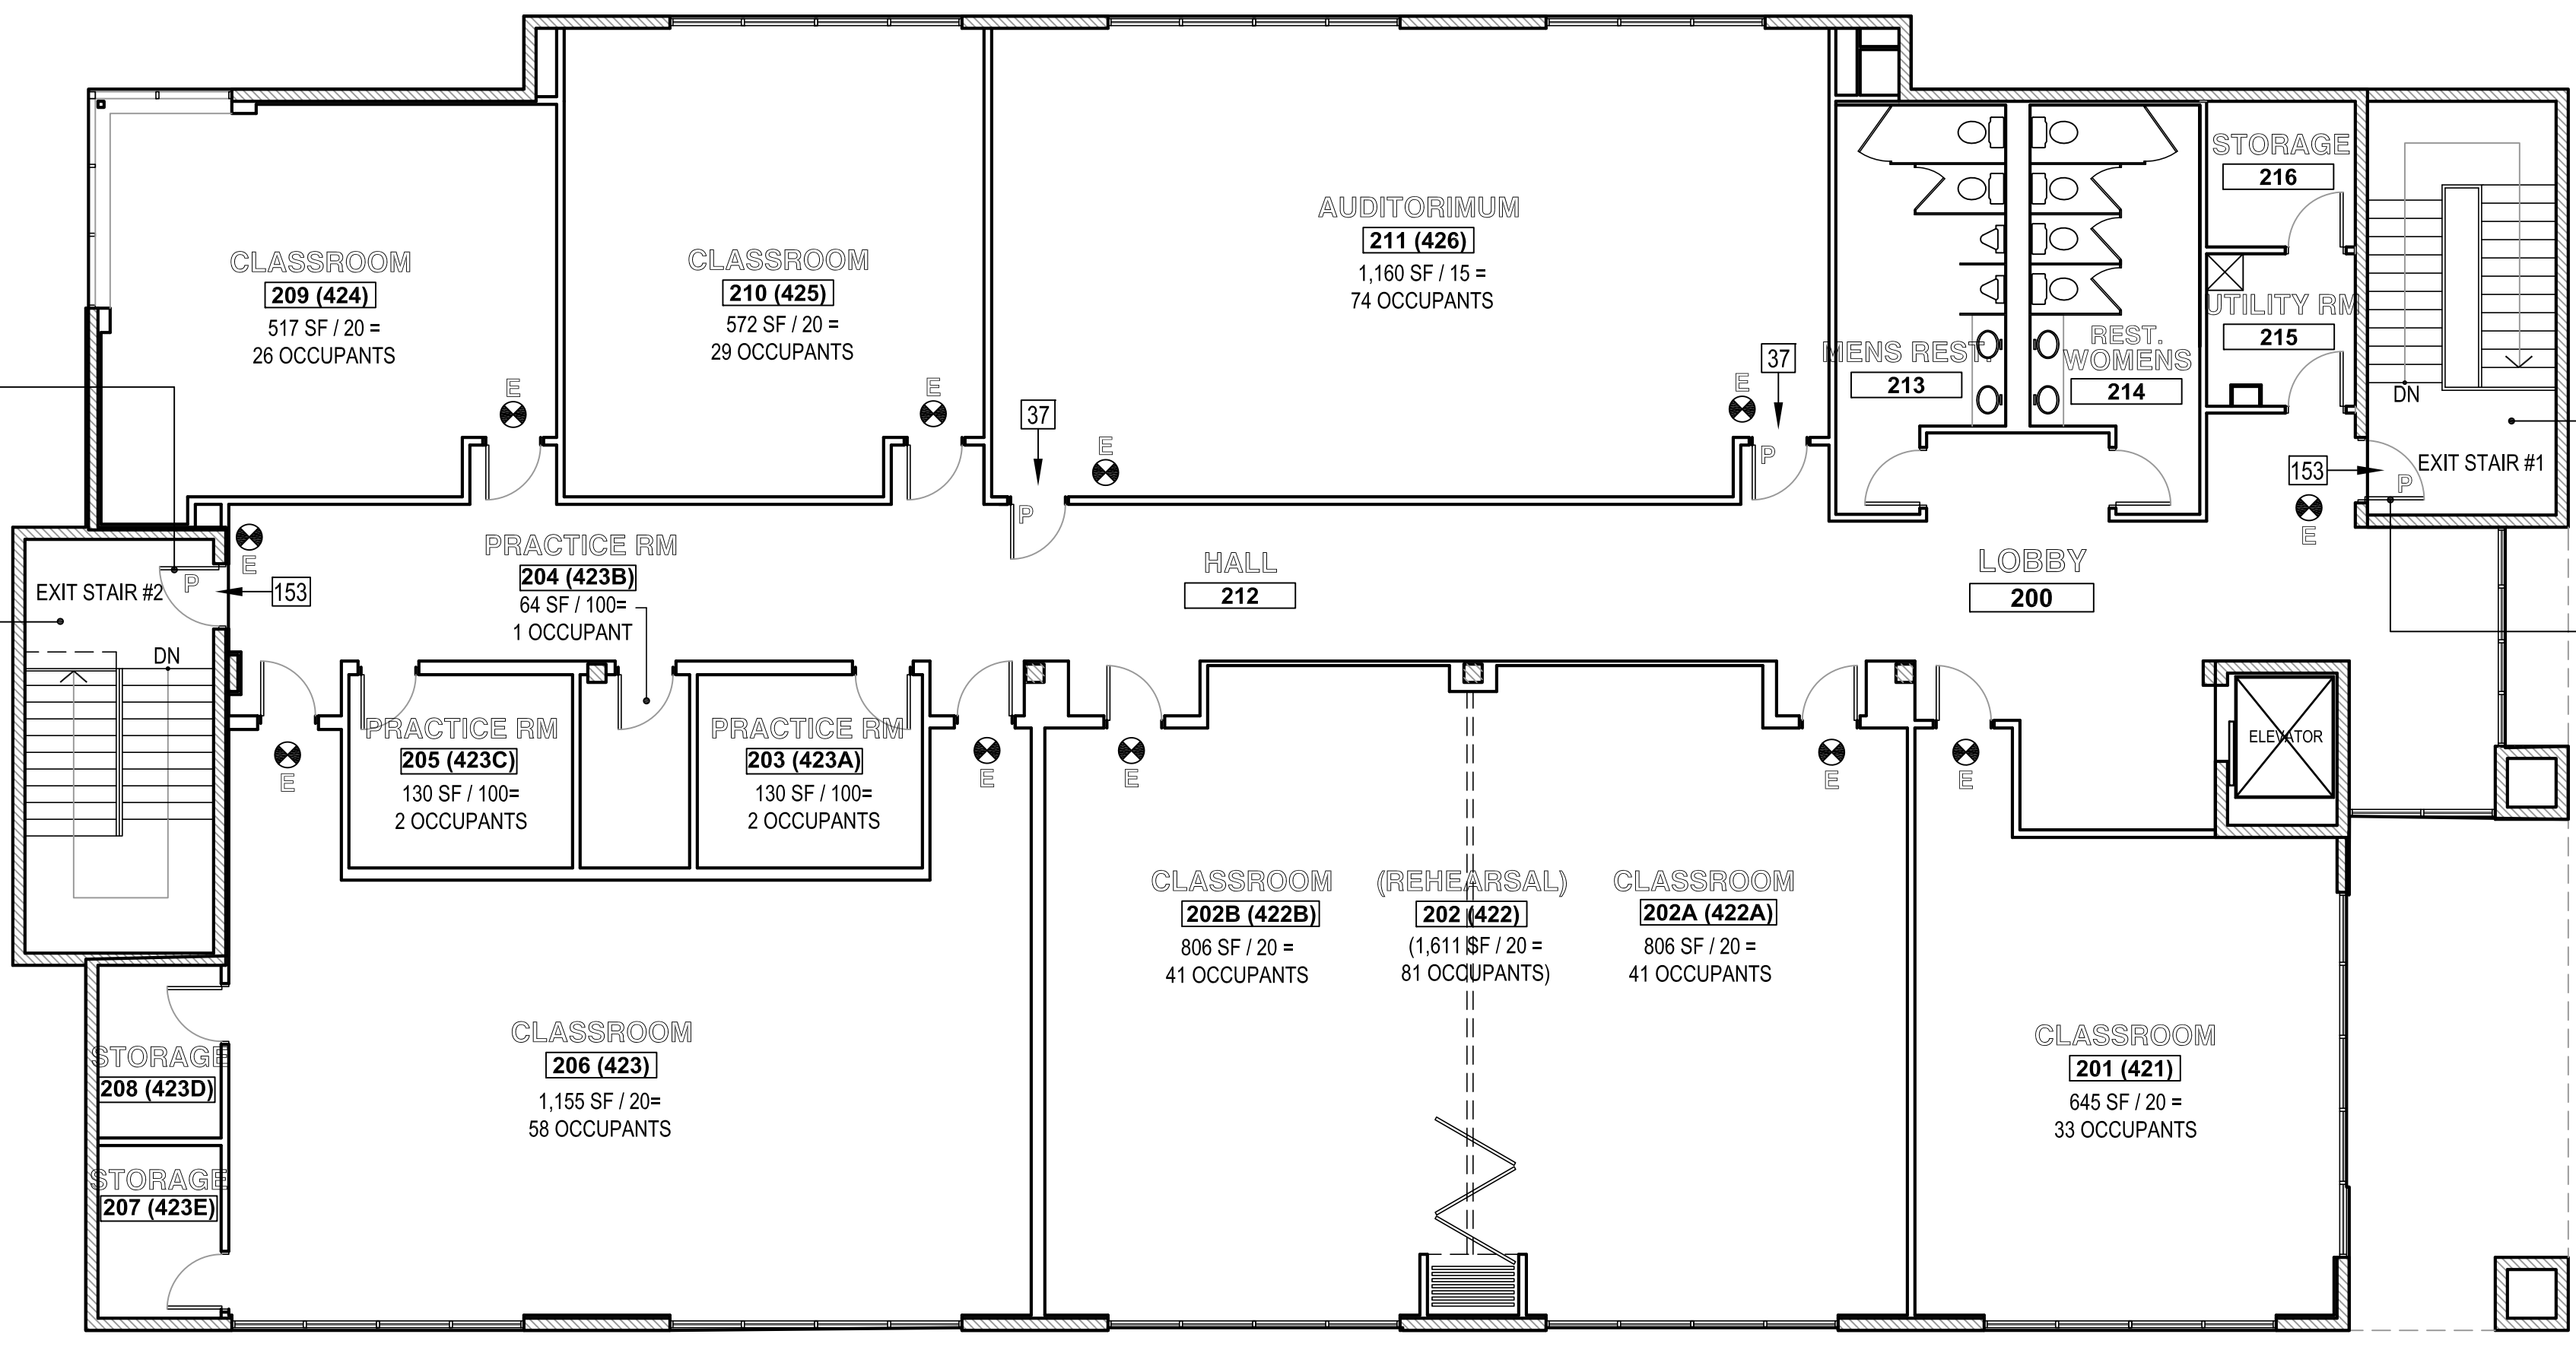 CLASSROOM
209 (424)
517 SF / 20 =
26 OCCUPANTS
E
CLASSROOM
210 (425)
572 SF / 20 =
29 OCCUPANTS
E
AUDITORIMUM
211 (426)
1,160 SF / 15 =
74 OCCUPANTS
37
P
E
37
P
E
MENS REST.
213
REST.
WOMENS
214
STORAGE
216
UTILITY RM
215
DN
EXIT STAIR #1
153
P
E
EXIT STAIR #2
P
E
153
DN
PRACTICE RM
204 (423B)
64 SF / 100=
1 OCCUPANT
HALL
212
LOBBY
200
ELEVATOR
PRACTICE RM
205 (423C)
130 SF / 100=
2 OCCUPANTS
PRACTICE RM
203 (423A)
130 SF / 100=
2 OCCUPANTS
E
E
E
E
E
CLASSROOM
202B (422B)
806 SF / 20 =
41 OCCUPANTS
(REHEARSAL)
202 (422)
(1,611 SF / 20 =
81 OCCUPANTS)
CLASSROOM
202A (422A)
806 SF / 20 =
41 OCCUPANTS
CLASSROOM
201 (421)
645 SF / 20 =
33 OCCUPANTS
CLASSROOM
206 (423)
1,155 SF / 20=
58 OCCUPANTS
STORAGE
208 (423D)
STORAGE
207 (423E)